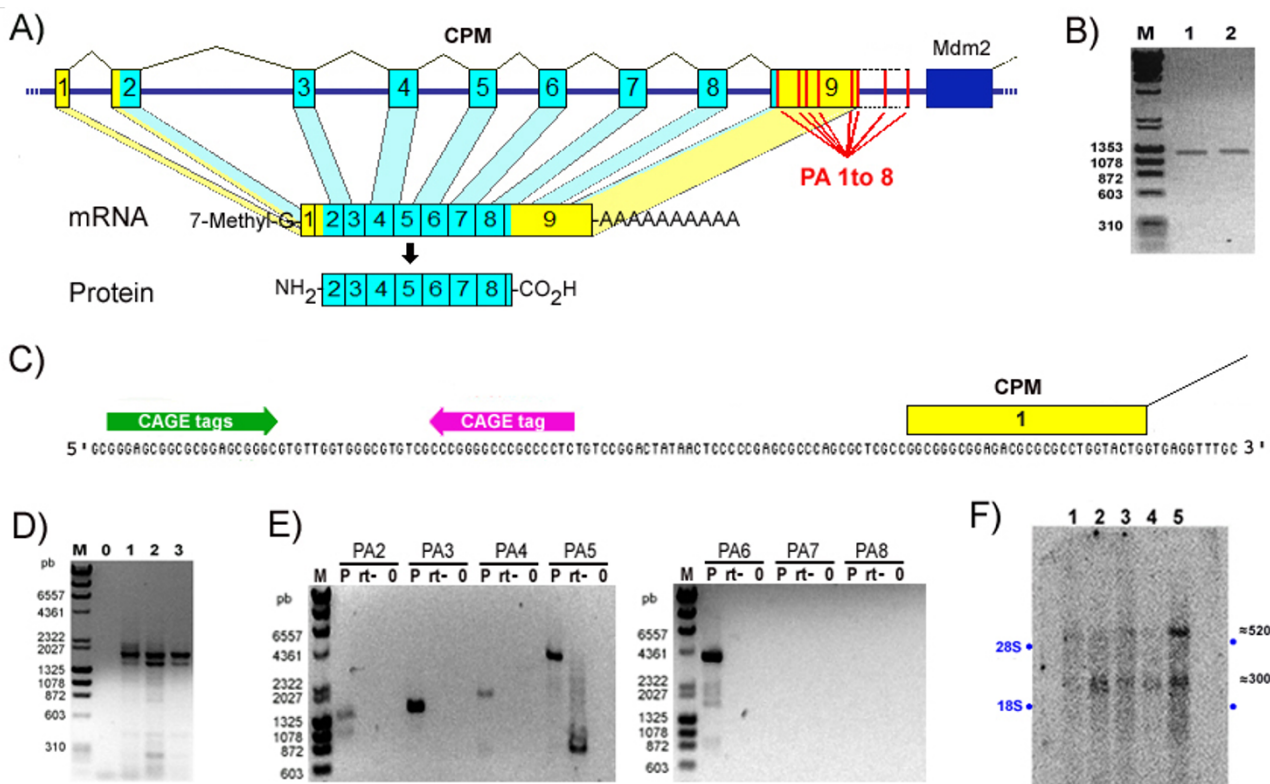 A)
CPM
Mdm2
1 2 3 4 5 6 7 8 9
PA 1to 8
mRNA
7-Methyl-G 1 2 3 4 5 6 7 8 9 AAAAAAAAAA
Protein
NH2 2 3 4 5 6 7 8 CO2H
B)
M 1 2
1353
1078
872
603
310
C)
CPM
CAGE tags CAGE tag 1
5' GCGGGAGCGGCGCGGAGCGGGCGTGTTGGTGGGCGTGTCGCCCGGGGCCCGCCCCTCTGTCCGGACTATAACTCCCCCGAGCGCCCAGCGCTCGCCCGGCGGGCGGAGACGCGCGCCTGGTACTGGTGAGGTTTGC 3'
D)
M 0 1 2 3
pb
6557
4361
2322
2027
1325
1078
872
603
310
E)
PA2 PA3 PA4 PA5
M P rt- 0 P rt- 0 P rt- 0 P rt- 0
pb
6557
4361
2322
2027
1325
1078
872
603
PA6 PA7 PA8
M P rt- 0 P rt- 0 P rt- 0
pb
6557
4361
2322
2027
1325
1078
872
603
F)
1 2 3 4 5
28S
18S
≈520
≈300